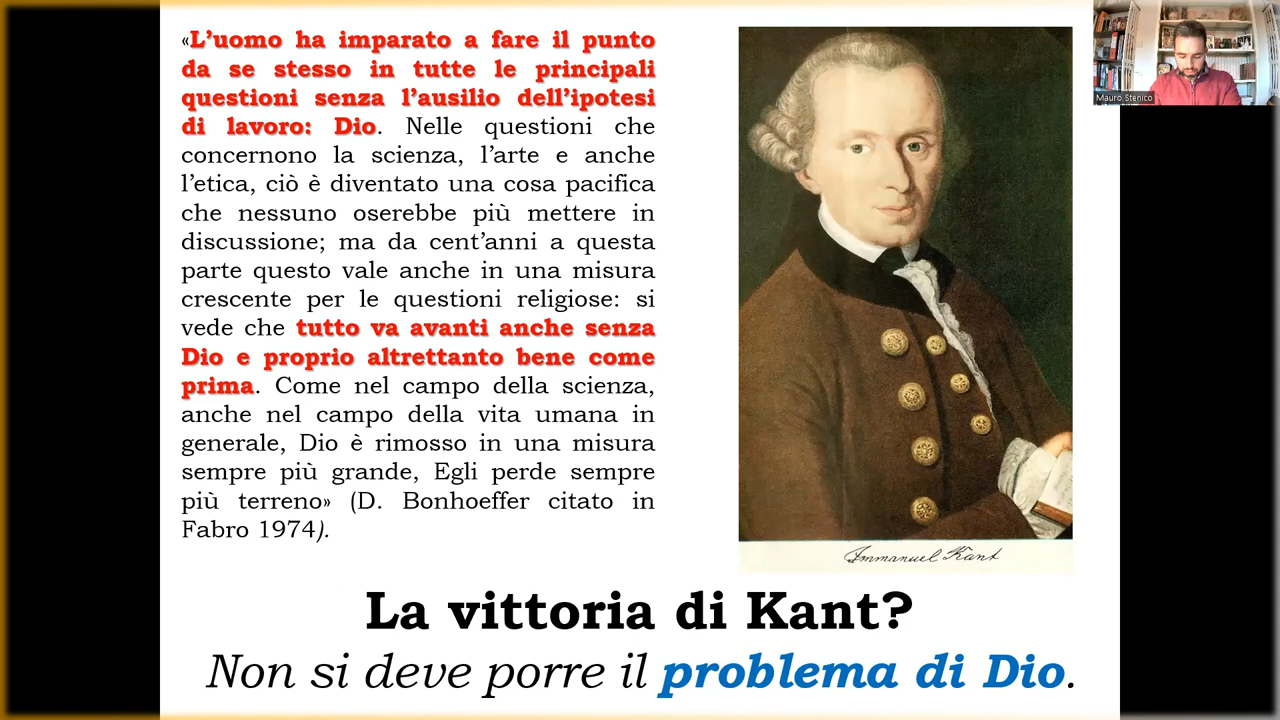 «L’uomo ha imparato a fare il punto
da se stesso in tutte le principali
questioni senza l’ausilio dell’ipotesi
di lavoro: Dio. Nelle questioni che
concernono la scienza, l’arte e anche
l’etica, ciò è diventato una cosa pacifica
che nessuno oserebbe più mettere in
discussione; ma da cent’anni a questa
parte questo vale anche in una misura
crescente per le questioni religiose: si
vede che tutto va avanti anche senza
Dio e proprio altrettanto bene come
prima. Come nel campo della scienza,
anche nel campo della vita umana in
generale, Dio è rimosso in una misura
sempre più grande, Egli perde sempre
più terreno» (D. Bonhoeffer citato in
Fabro 1974).
Immanuel Kant
Mauro Stenico
La vittoria di Kant?
Non si deve porre il problema di Dio.